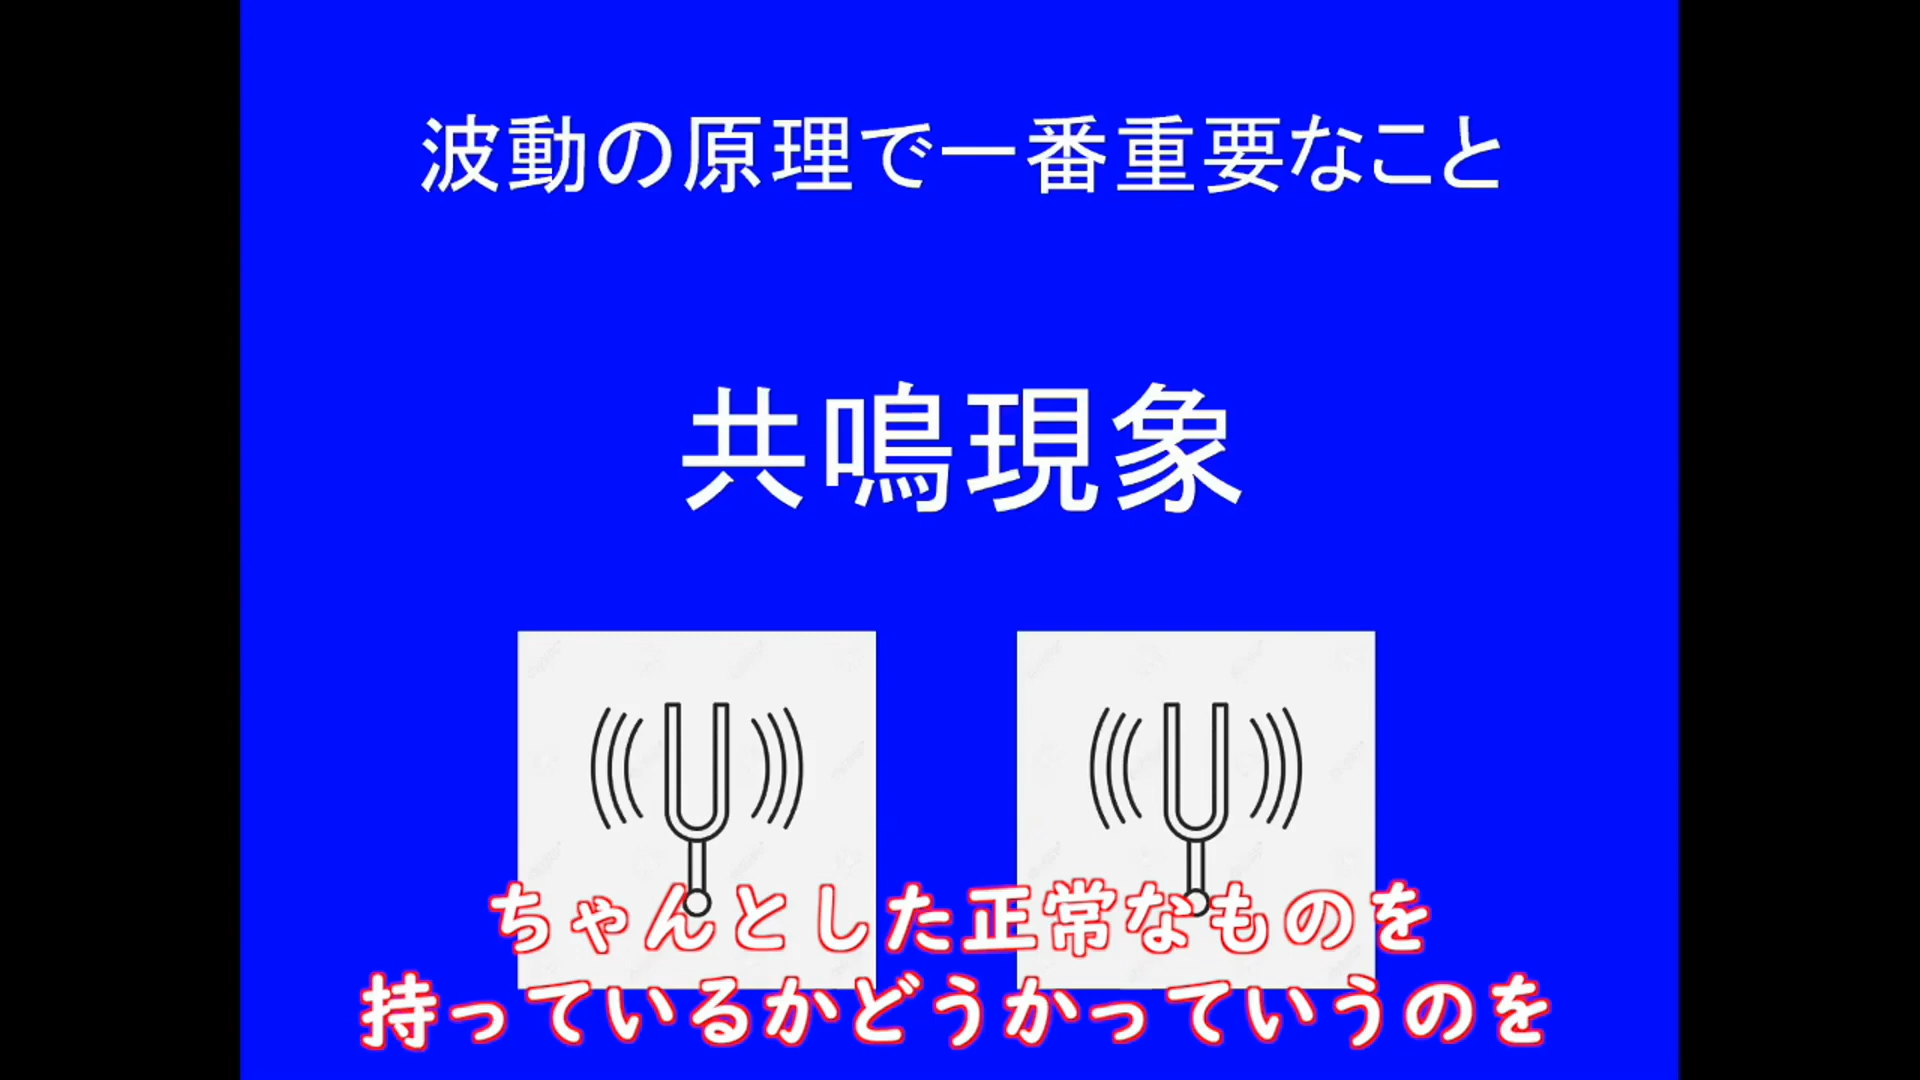 波動の原理で一番重要なこと
共鳴現象
ちゃんとした正常なものを
持っているかどうかっていうのを